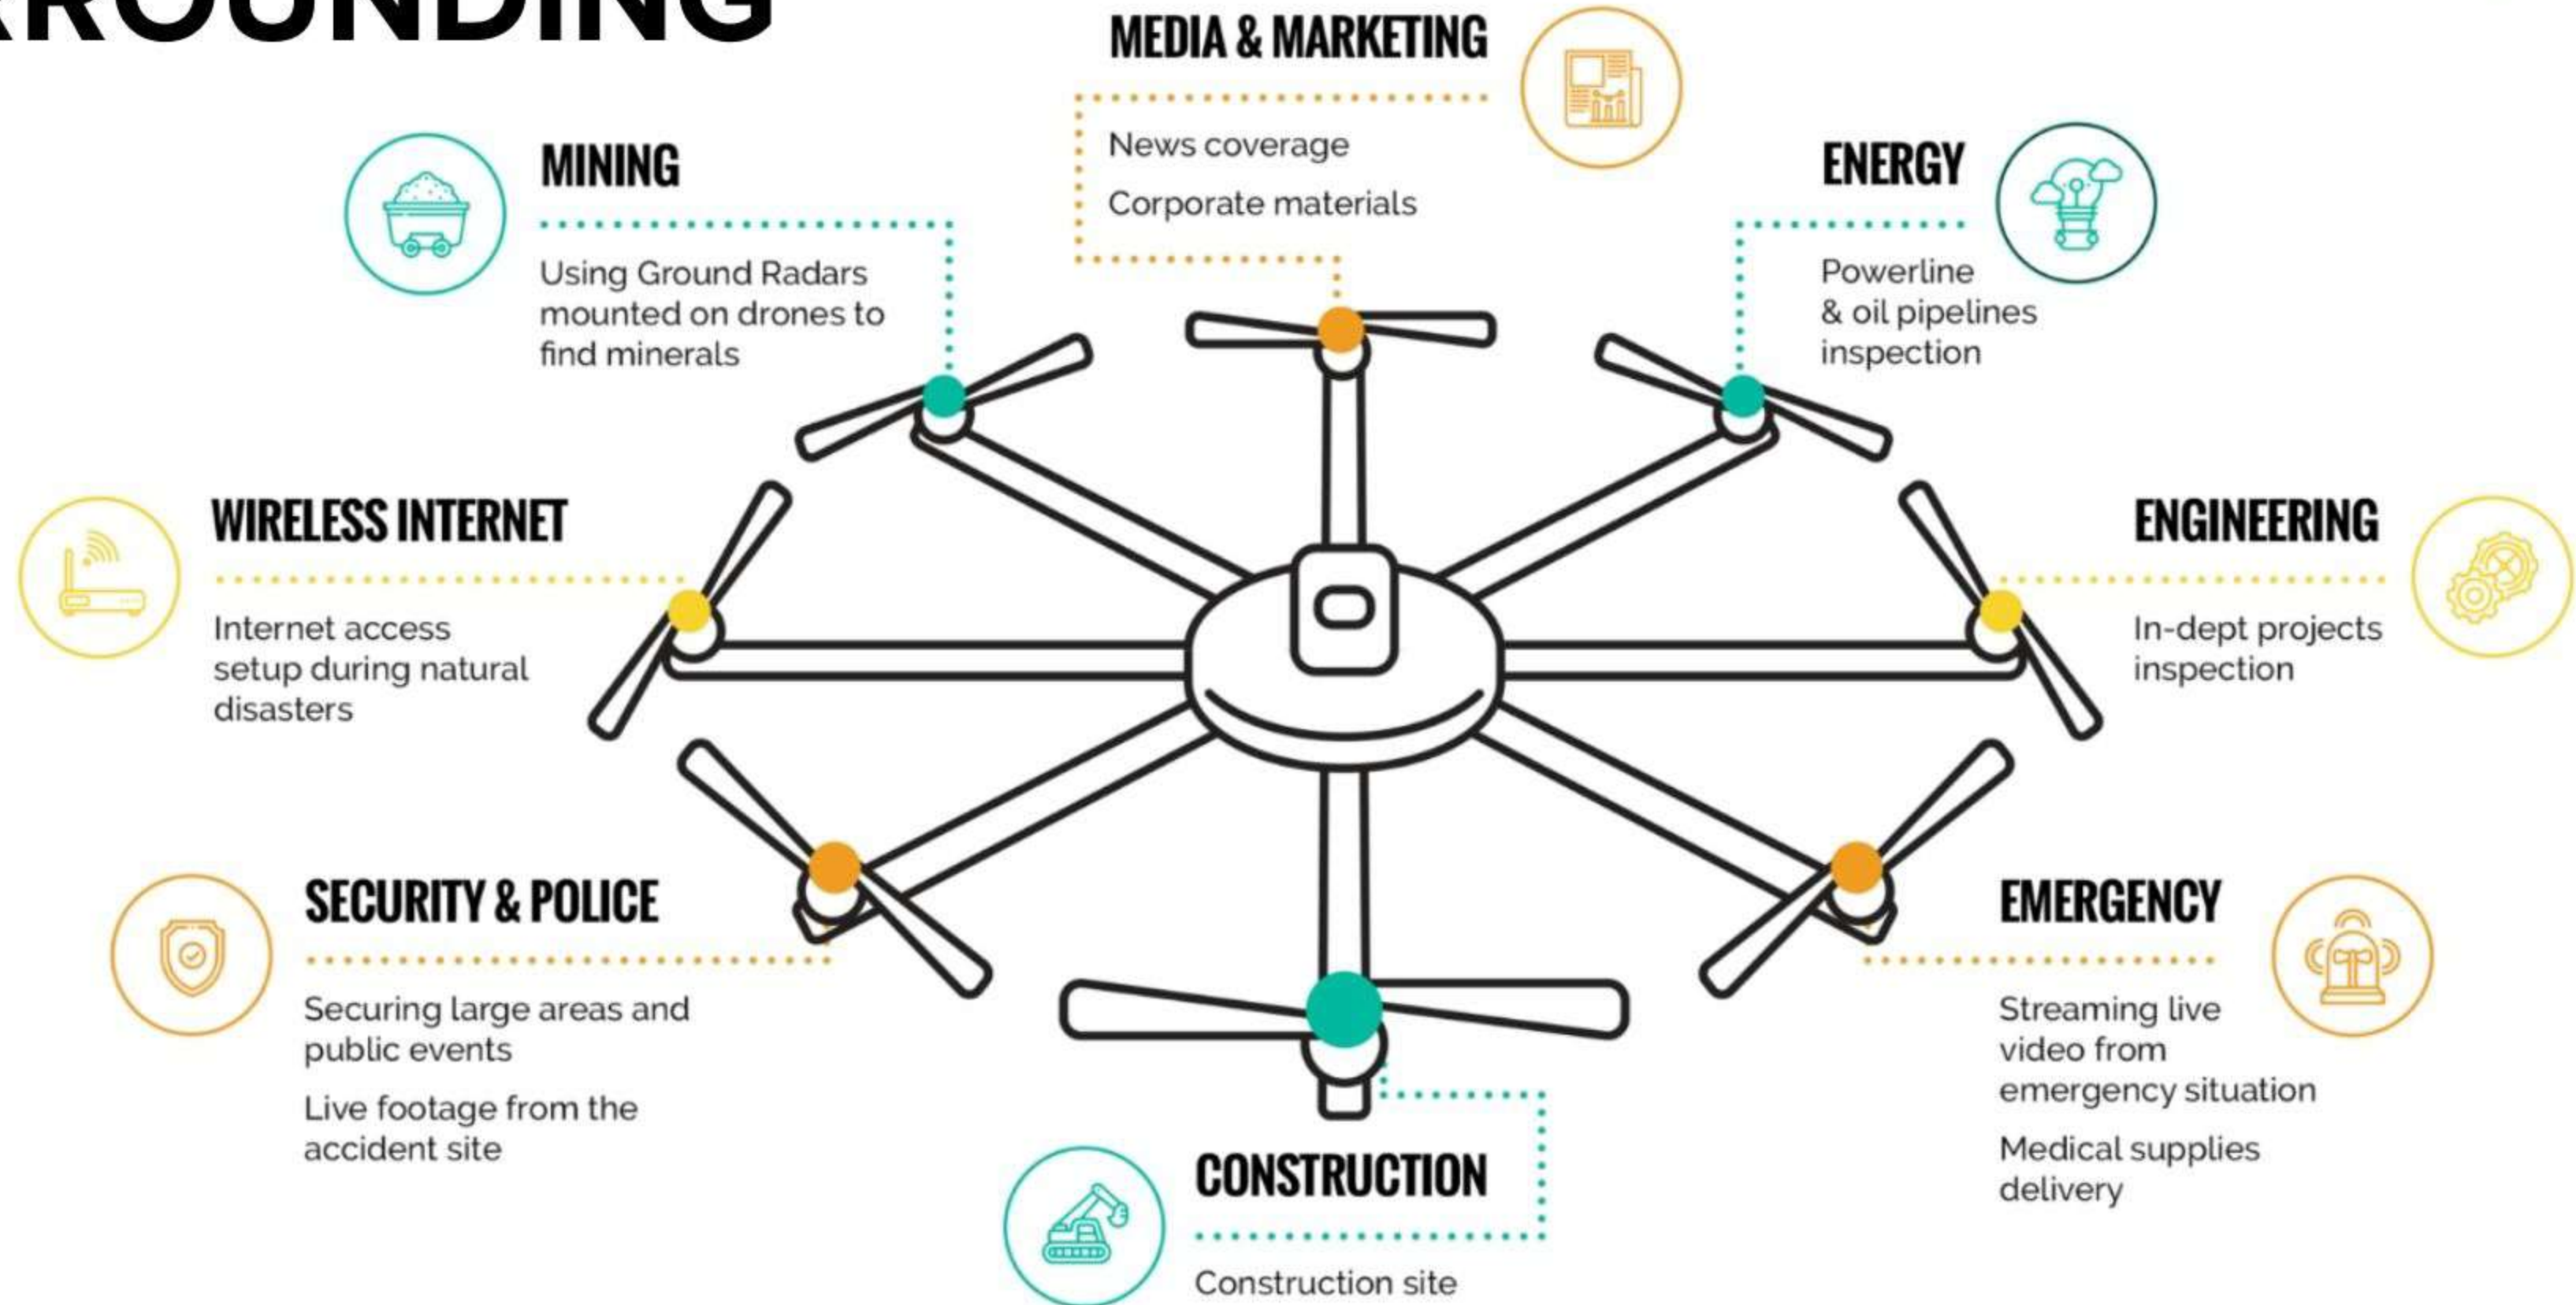 RROUNDING
MEDIA & MARKETING
News coverage
Corporate materials
MINING
Using Ground Radars
mounted on drones to
find minerals
ENERGY
Powerline
& oil pipelines
inspection
WIRELESS INTERNET
Internet access
setup during natural
disasters
ENGINEERING
In-dept projects
inspection
SECURITY & POLICE
Securing large areas and
public events
Live footage from the
accident site
EMERGENCY
Streaming live
video from
emergency situation
Medical supplies
delivery
CONSTRUCTION
Construction site